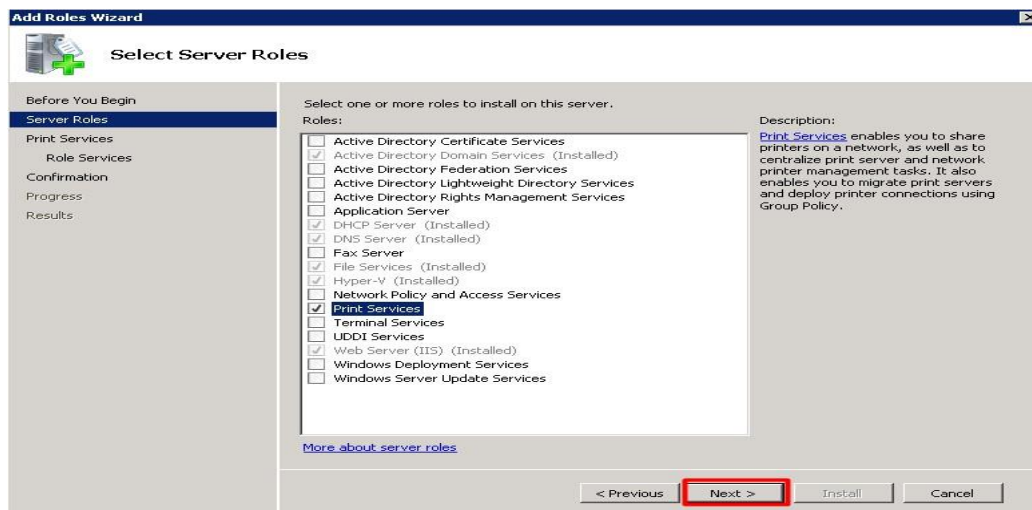 Add Roles Wizard
Select Server Roles
Before You Begin
Server Roles
Print Services
Role Services
Confirmation
Progress
Results
Select one or more roles to install on this server.
Roles:
Active Directory Certificate Services
Active Directory Domain Services (Installed)
Active Directory Federation Services
Active Directory Lightweight Directory Services
Active Directory Rights Management Services
Application Server
DHCP Server (Installed)
DNS Server (Installed)
Fax Server
File Services (Installed)
Hyper-V (Installed)
Network Policy and Access Services
Print Services
Terminal Services
UDDI Services
Web Server (IIS) (Installed)
Windows Deployment Services
Windows Server Update Services
More about server roles
Description:
Print Services enables you to share
printers on a network, as well as to
centralize print server and network
printer management tasks. It also
enables you to migrate print servers
and deploy printer connections using
Group Policy.
< Previous
Next >
Install
Cancel